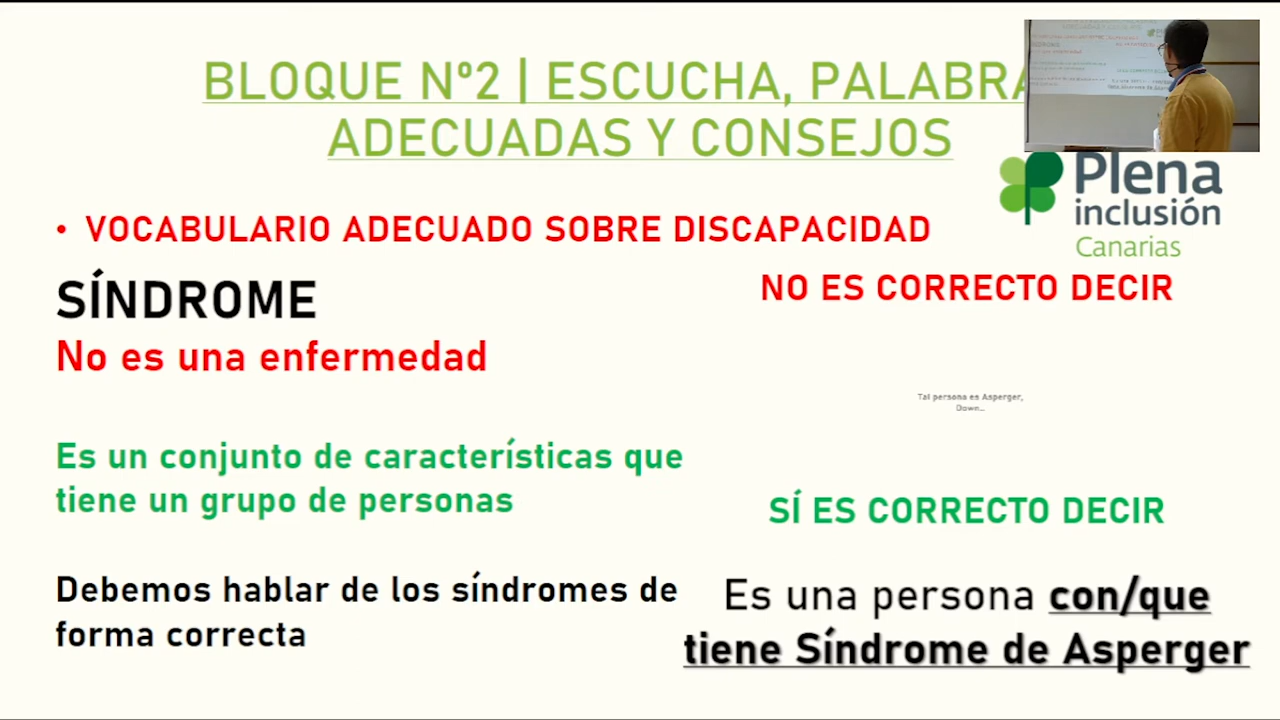 BLOQUE Nº2 | ESCUCHA, PALABRA
ADECUADAS Y CONSEJOS
Plena
inclusión
Canarias
• VOCABULARIO ADECUADO SOBRE DISCAPACIDAD
SÍNDROME
No es una enfermedad
Es un conjunto de características que
tiene un grupo de personas
Debemos hablar de los síndromes de
forma correcta
NO ES CORRECTO DECIR
Tal persona es Asperger,
Down...
SÍ ES CORRECTO DECIR
Es una persona con/que
tiene Síndrome de Asperger